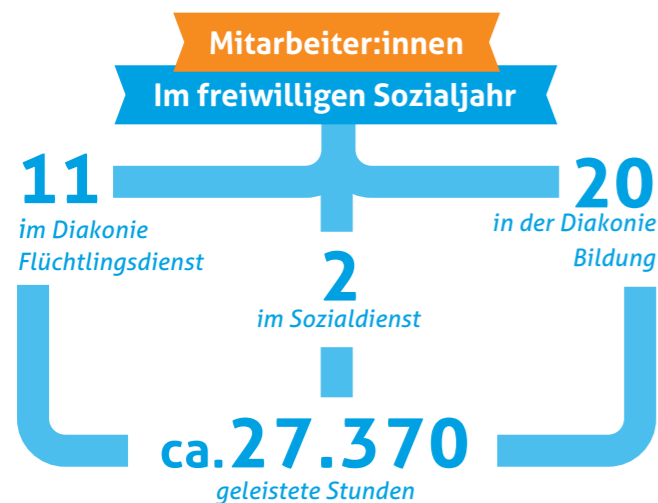 Mitarbeiter:innen
Im freiwilligen Sozialjahr
11
im Diakonie
Flüchtlingsdienst
2
im Sozialdienst
20
in der Diakonie
Bildung
ca.27.370
geleistete Stunden